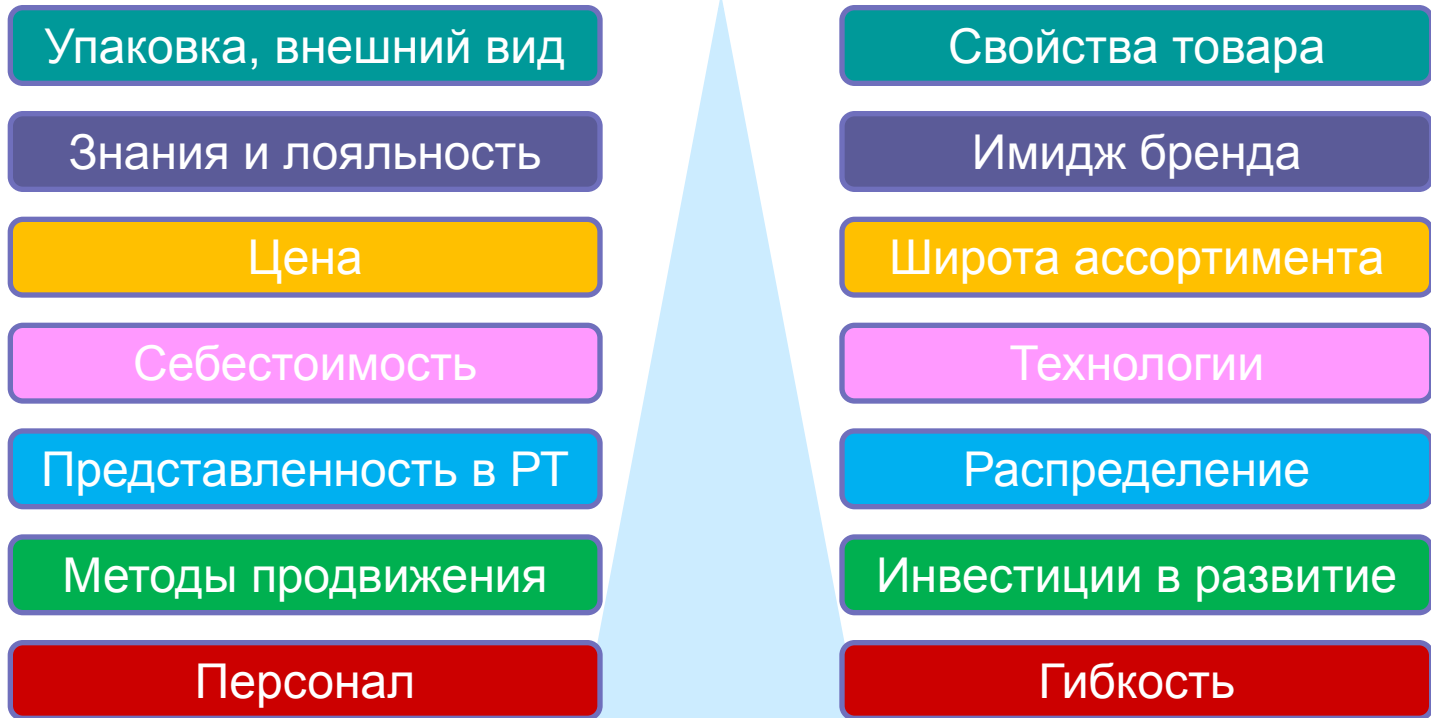 Упаковка, внешний вид
Свойства товара
Знания и лояльность
Имидж бренда
Цена
Широта ассортимента
Себестоимость
Технологии
Представленность в РТ
Распределение
Методы продвижения
Инвестиции в развитие
Персонал
Гибкость